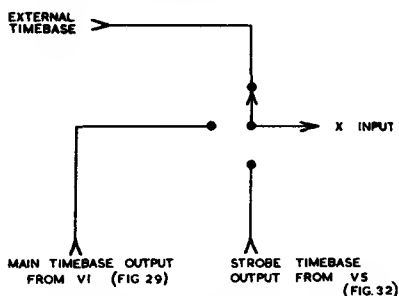 EXTERNAL
TIMEBASE
X INPUT
MAIN TIMEBASE OUTPUT
FROM V1 (FIG 29)
STROBE TIMEBASE
OUTPUT FROM V5
(FIG. 32)